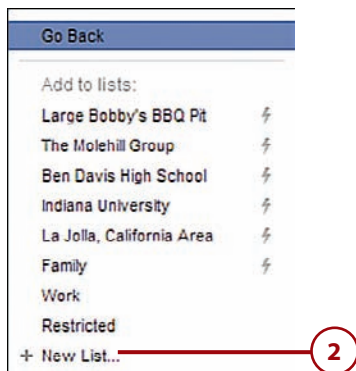 Go Back
Add to lists:
Large Bobby's BBQ Pit
The Molehill Group
Ben Davis High School
Indiana University
La Jolla, California Area
Family
Work
Restricted
+ New List...
2